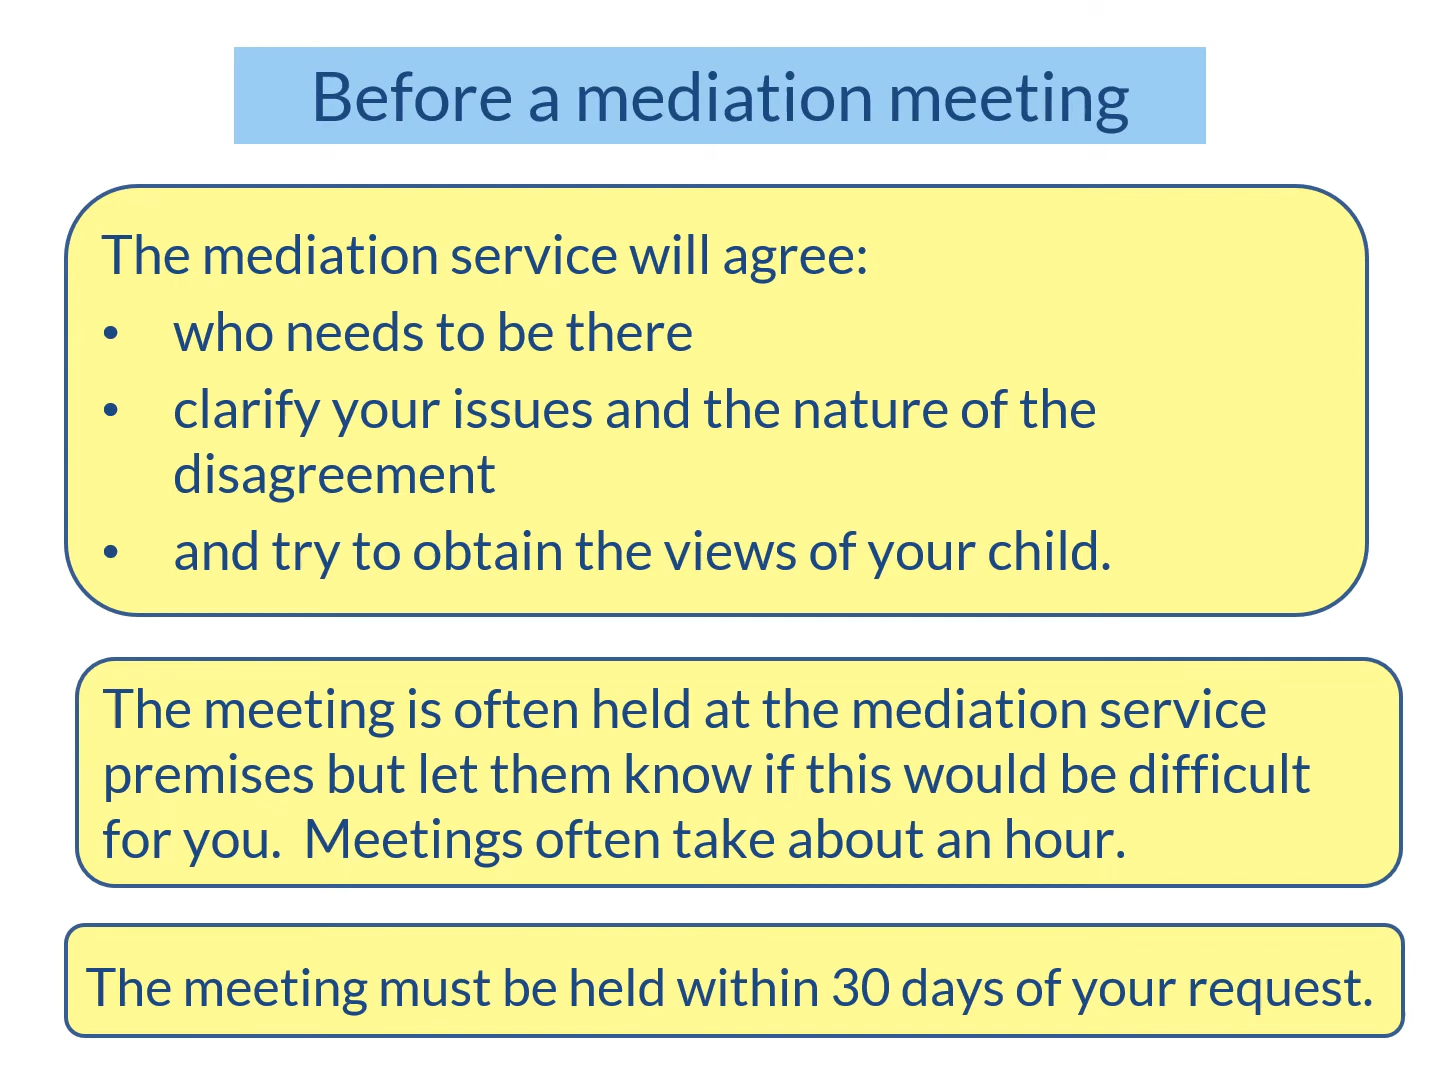 Before a mediation meeting
The mediation service will agree:
• who needs to be there
• clarify your issues and the nature of the
disagreement
• and try to obtain the views of your child.
The meeting is often held at the mediation service
premises but let them know if this would be difficult
for you.  Meetings often take about an hour.
The meeting must be held within 30 days of your request.